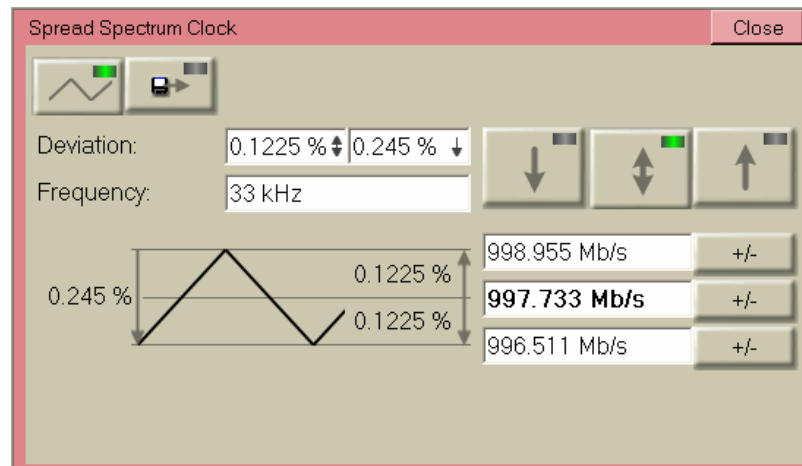 Spread Spectrum Clock Close
Deviation: 0.1225 % 0.245 %
Frequency: 33 kHz
998.955 Mb/s +/-
0.1225 %
0.245 % 997.733 Mb/s +/-
0.1225 %
996.511 Mb/s +/-